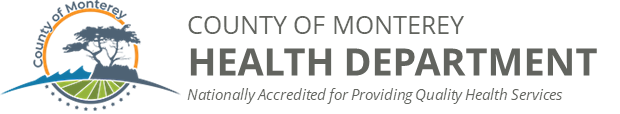 County of Monterey
COUNTY OF MONTEREY
HEALTH DEPARTMENT
Nationally Accredited for Providing Quality Health Services